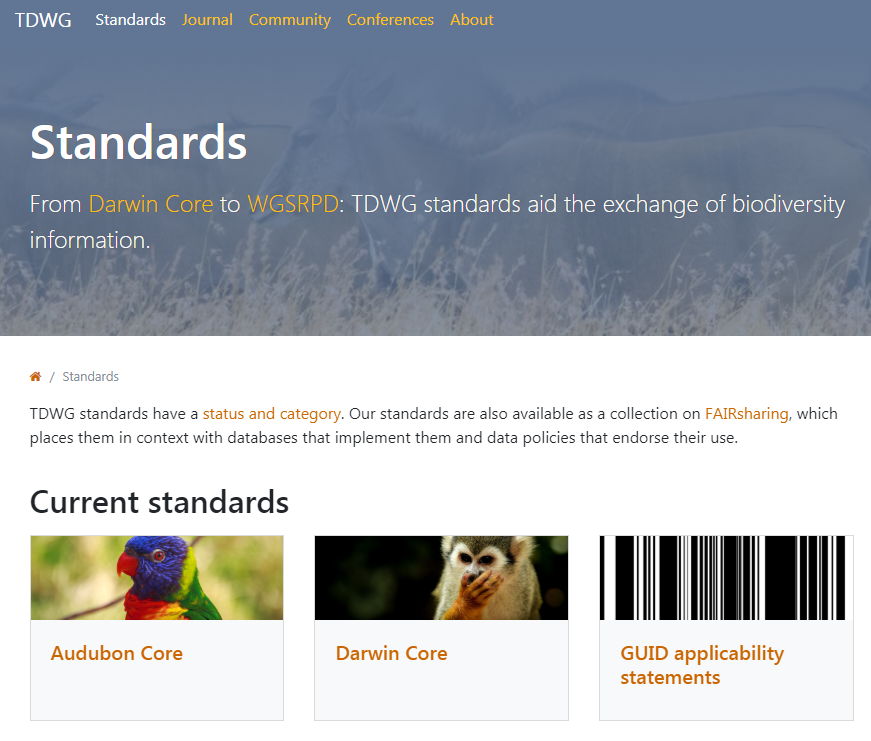 TDWG Standards Journal Community Conferences About
Standards
From Darwin Core to WGSRPD: TDWG standards aid the exchange of biodiversity
information.
/ Standards
TDWG standards have a status and category. Our standards are also available as a collection on FAIRsharing, which
places them in context with databases that implement them and data policies that endorse their use.
Current standards
Audubon Core
Darwin Core
GUID applicability
statements